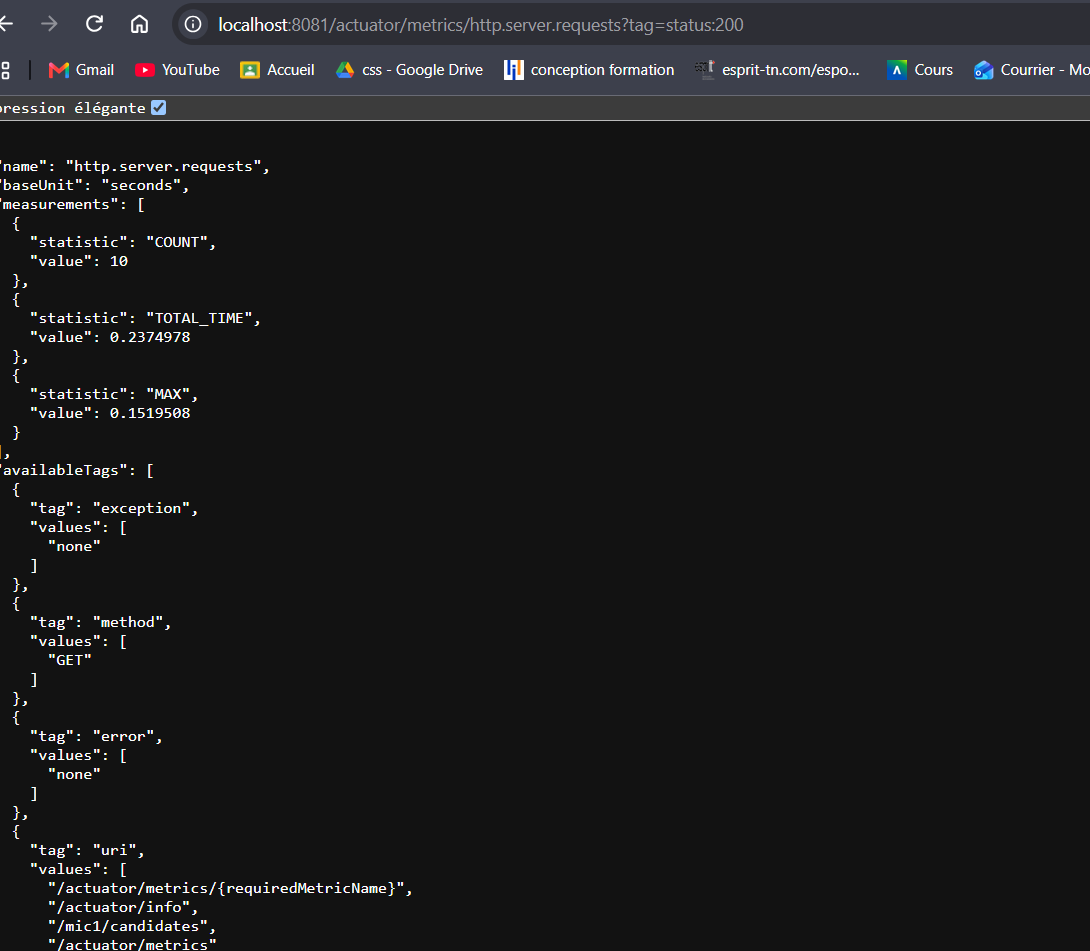 localhost:8081/actuator/metrics/http.server.requests?tag=status:200
Gmail YouTube Accueil css - Google Drive conception formation esprit-tn.com/espo... Cours Courrier - Mo
pression élégante
"name": "http.server.requests",
"baseUnit": "seconds",
"measurements": [
{
"statistic": "COUNT",
"value": 10
},
{
"statistic": "TOTAL_TIME",
"value": 0.2374978
},
{
"statistic": "MAX",
"value": 0.1519508
}
],
"availableTags": [
{
"tag": "exception",
"values": [
"none"
]
},
{
"tag": "method",
"values": [
"GET"
]
},
{
"tag": "error",
"values": [
"none"
]
},
{
"tag": "uri",
"values": [
"/actuator/metrics/{requiredMetricName}",
"/actuator/info",
"/mic1/candidates",
"/actuator/metrics"